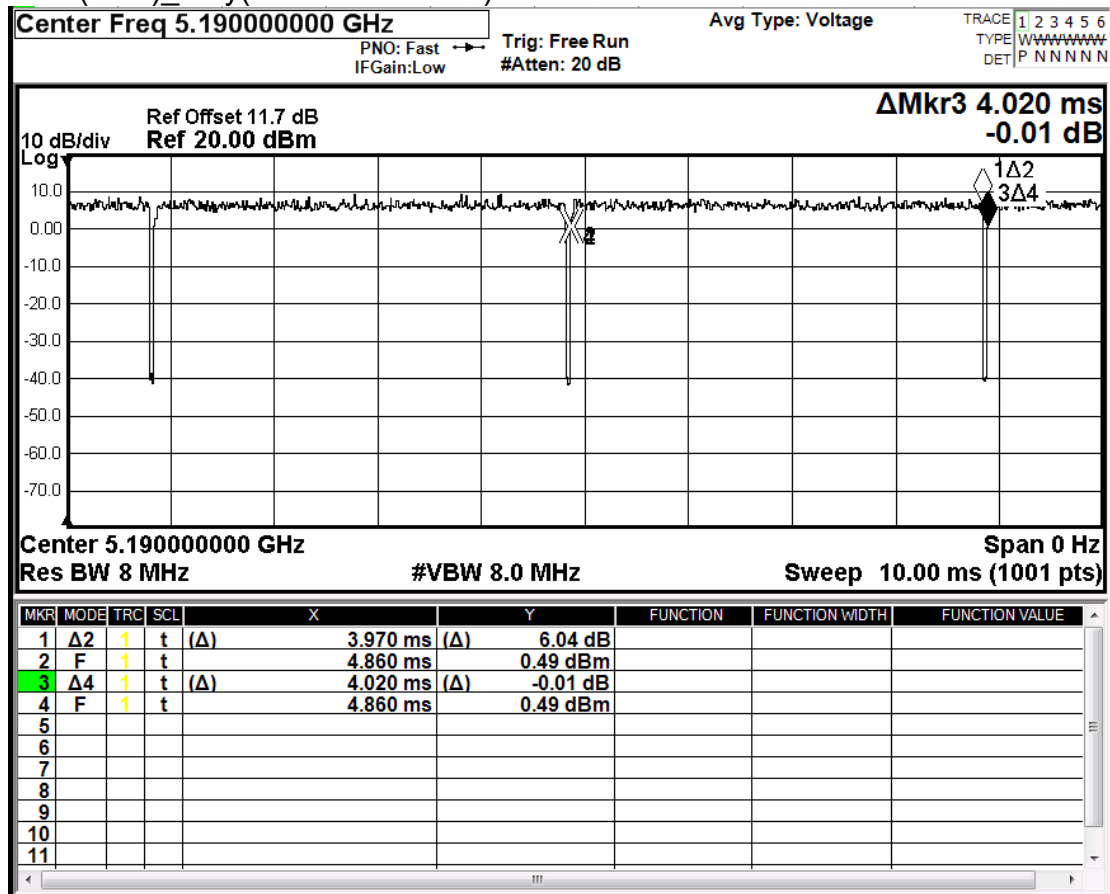 Center Freq 5.190000000 GHz
PNO: Fast
IFGain:Low
Trig: Free Run
#Atten: 20 dB
Avg Type: Voltage
TRACE 1 2 3 4 5 6
TYPE WWWWWW
DET P N N N N N
Ref Offset 11.7 dB
10 dB/div Ref 20.00 dBm
Log
ΔMkr3 4.020 ms
-0.01 dB
1Δ2
3Δ4
10.0
0.00
-10.0
-20.0
-30.0
-40.0
-50.0
-60.0
-70.0
Center 5.190000000 GHz Span 0 Hz
Res BW 8 MHz #VBW 8.0 MHz Sweep 10.00 ms (1001 pts)
MKR MODE TRC SCL X Y FUNCTION FUNCTION WIDTH FUNCTION VALUE
1 Δ2 1 t (Δ) 3.970 ms (Δ) 6.04 dB
2 F 1 t 4.860 ms 0.49 dBm
3 Δ4 1 t (Δ) 4.020 ms (Δ) -0.01 dB
4 F 1 t 4.860 ms 0.49 dBm
5
6
7
8
9
10
11